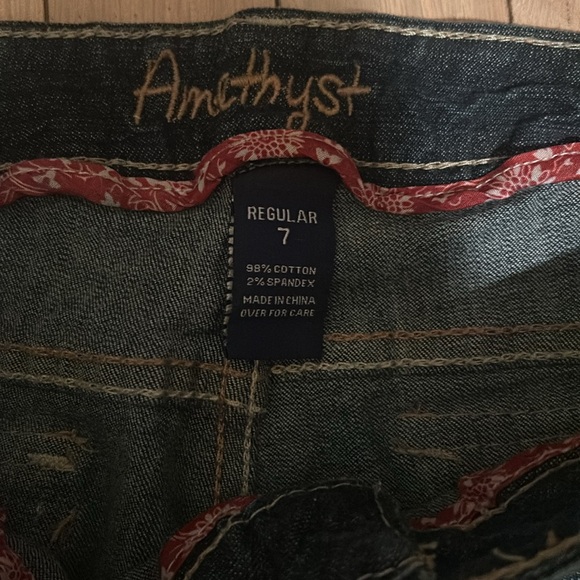 Amethyst
REGULAR
7
98% COTTON
2% SPANDEX
MADE IN CHINA
OVER FOR CARE